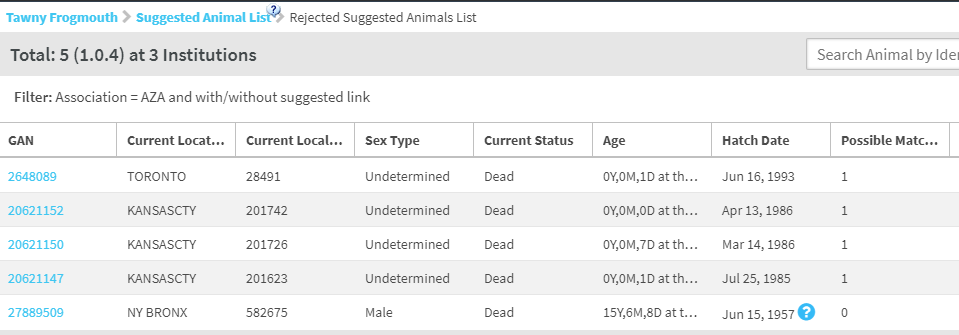 Tawny Frogmouth > Suggested Animal List ? > Rejected Suggested Animals List
Total: 5 (1.0.4) at 3 Institutions Search Animal by Ide
Filter: Association = AZA and with/without suggested link
GAN Current Locat... Current Local... Sex Type Current Status Age Hatch Date Possible Matc...
2648089 TORONTO 28491 Undetermined Dead 0Y,0M,1D at th... Jun 16, 1993 1
20621152 KANSASCTY 201742 Undetermined Dead 0Y,0M,0D at th... Apr 13, 1986 1
20621150 KANSASCTY 201726 Undetermined Dead 0Y,0M,7D at th... Mar 14, 1986 1
20621147 KANSASCTY 201623 Undetermined Dead 0Y,0M,1D at th... Jul 25, 1985 1
27889509 NY BRONX 582675 Male Dead 15Y,6M,8D at t... Jun 15, 1957 ? 0